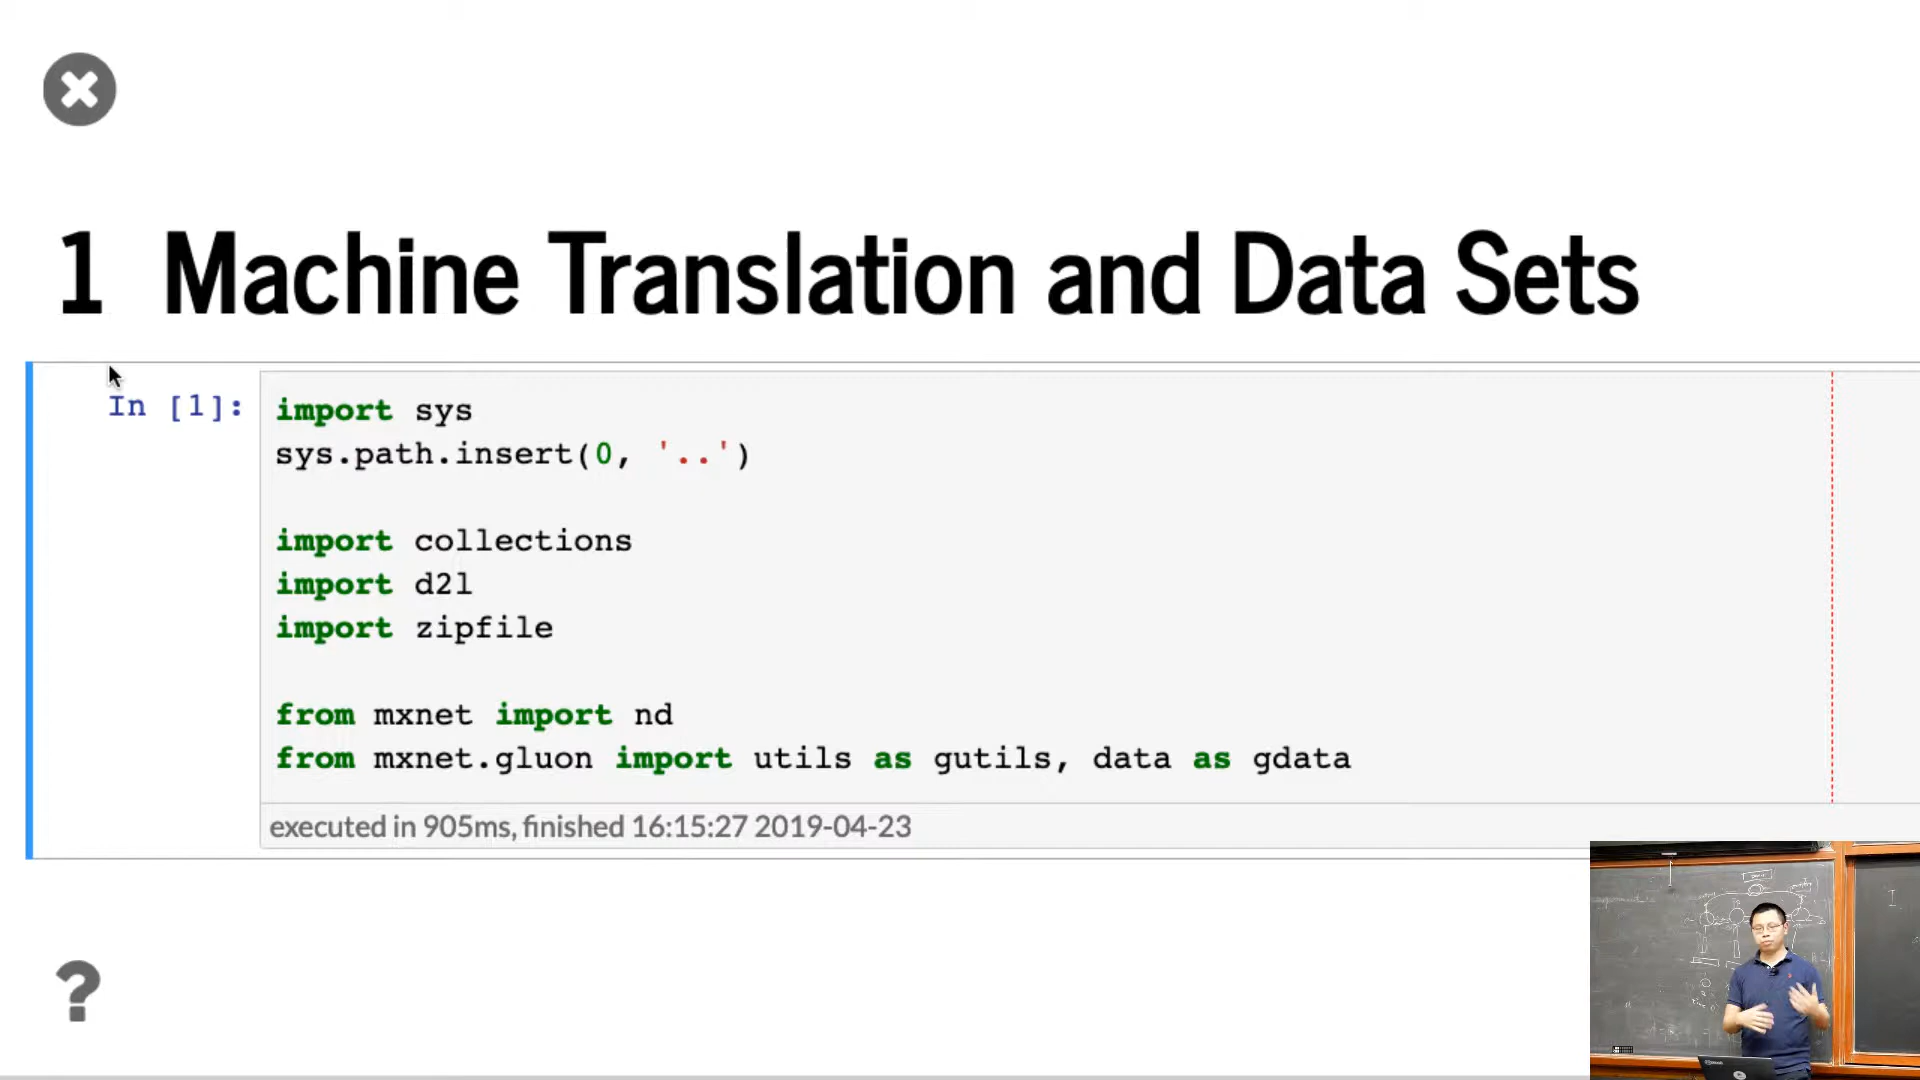 1 Machine Translation and Data Sets
In [1]:
import sys
sys.path.insert(0, '..')
import collections
import d2l
import zipfile
from mxnet import nd
from mxnet.gluon import utils as gutils, data as gdata
executed in 905ms, finished 16:15:27 2019-04-23
?